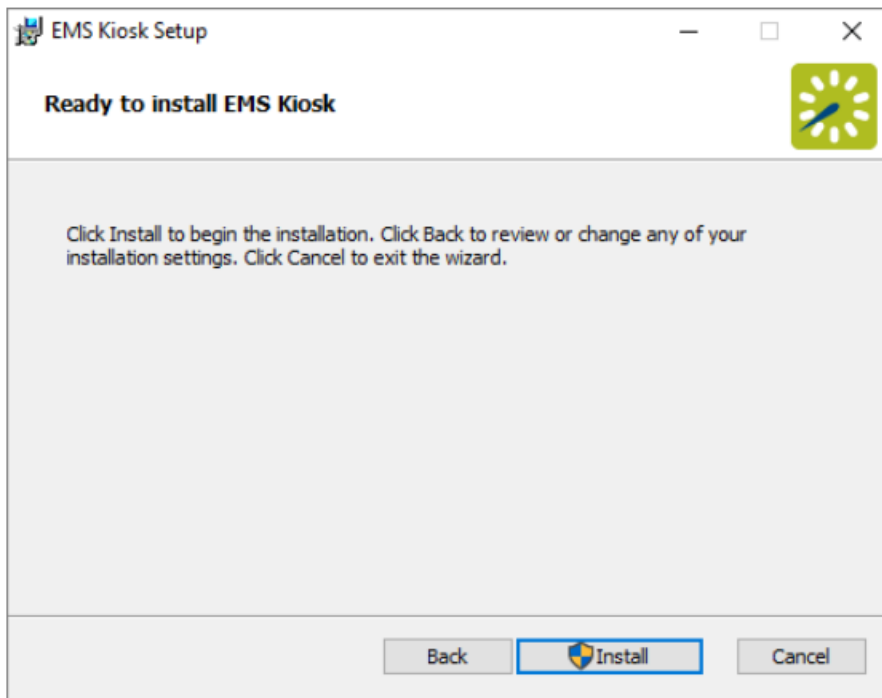 EMS Kiosk Setup
Ready to install EMS Kiosk
Click Install to begin the installation. Click Back to review or change any of your
installation settings. Click Cancel to exit the wizard.
Back
Install
Cancel